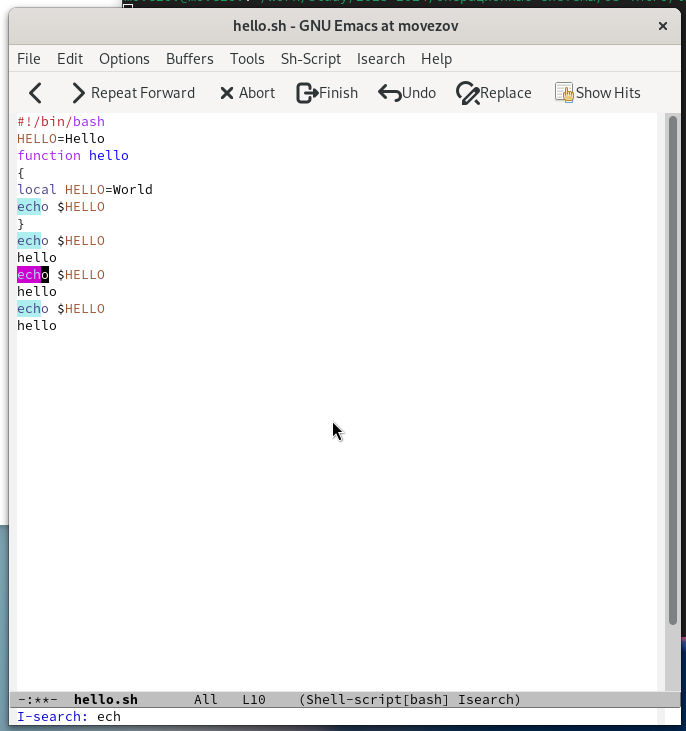 hello.sh - GNU Emacs at movezov
File Edit Options Buffers Tools Sh-Script Isearch Help
Repeat Forward Abort Finish Undo Replace Show Hits
#!/bin/bash
HELLO=Hello
function hello
{
local HELLO=World
echo $HELLO
}
echo $HELLO
hello
echo $HELLO
hello
echo $HELLO
hello
-:**- hello.sh All L10 (Shell-script[bash] Isearch)
I-search: ech